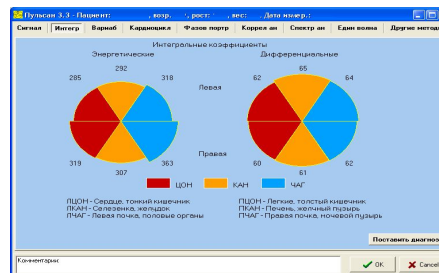 Пульсан 3.3 - Пациент: , возр. , рост: , вес: , Дата измер.:
Сигнал Интегр Вариаб Кардиоинка Фазов портр Коррел ан Спектр ан Един волна Другие метод
Интегральные коэффициенты
Энергетические Дифференциальные
292 65
285 318 62 64
Левая
Правая
319 363 60 62
307 61
ЦОН КАН ЧАГ
ПЦОН - Сердце, тонкий кишечник ПЦОН - Легкие, толстый кишечник
ПКАН - Селезенка, желудок ПКАН - Печень, желчный пузырь
ПЧАГ - Левая почка, половые органы ПЧАГ - Правая почка, мочевой пузырь
Поставить диагноз
Комментарии:
OK Cancel